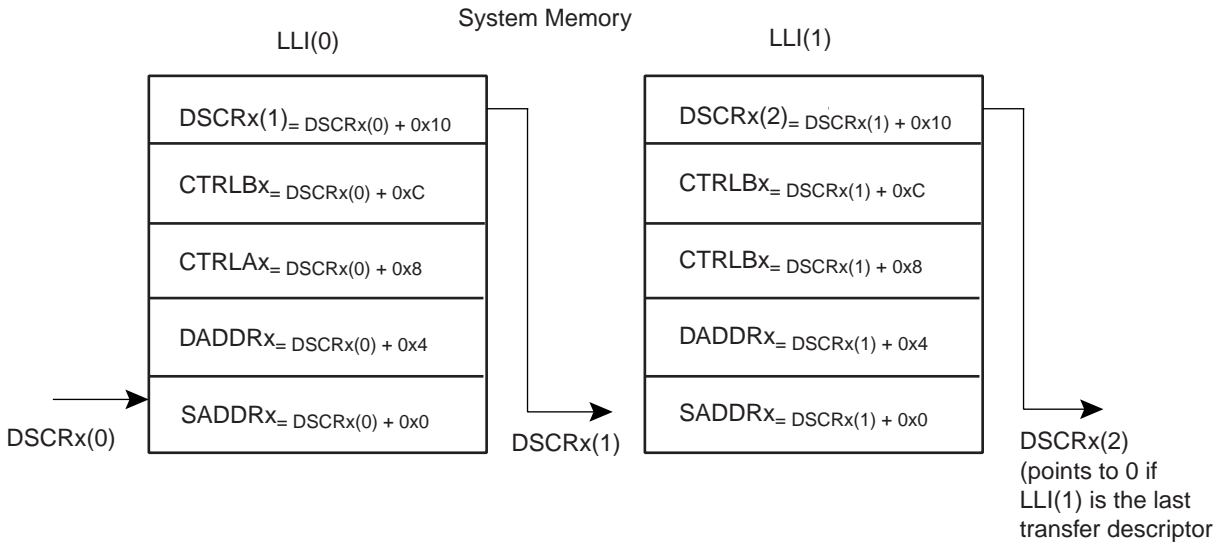 System Memory
LLI(0)
LLI(1)
DSCRx(1)= DSCRx(0) + 0x10
CTRLBx= DSCRx(0) + 0xC
CTRLAx= DSCRx(0) + 0x8
DADDRx= DSCRx(0) + 0x4
SADDRx= DSCRx(0) + 0x0
DSCRx(0)
DSCRx(1)
DSCRx(2)= DSCRx(1) + 0x10
CTRLBx= DSCRx(1) + 0xC
CTRLBx= DSCRx(1) + 0x8
DADDRx= DSCRx(1) + 0x4
SADDRx= DSCRx(1) + 0x0
DSCRx(2)
(points to 0 if
LLI(1) is the last
transfer descriptor